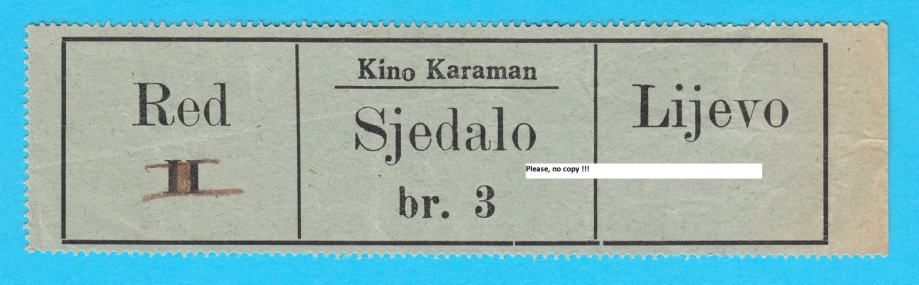 Red
II
Kino Karaman
Sjedalo
br. 3
Lijevo
Please, no copy !!!